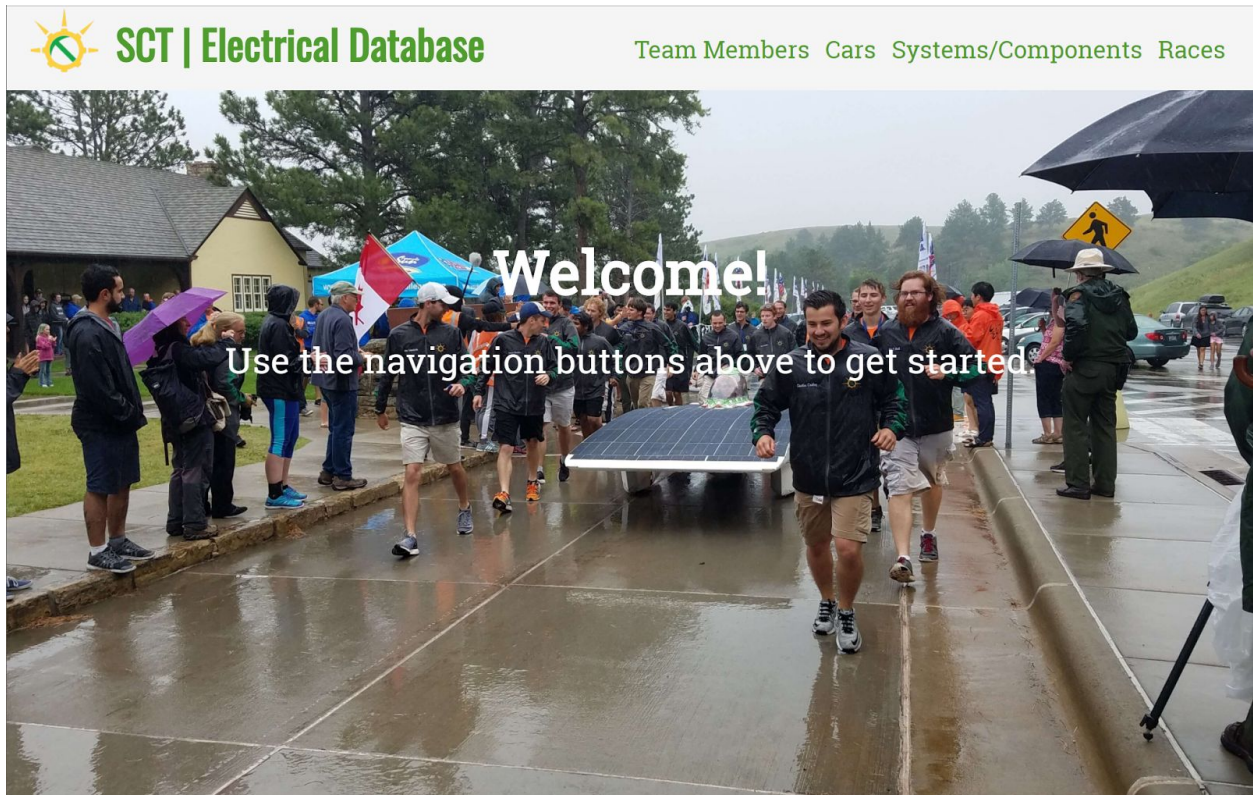 SCT | Electrical Database
Team Members Cars Systems/Components Races
Welcome!
Use the navigation buttons above to get started.